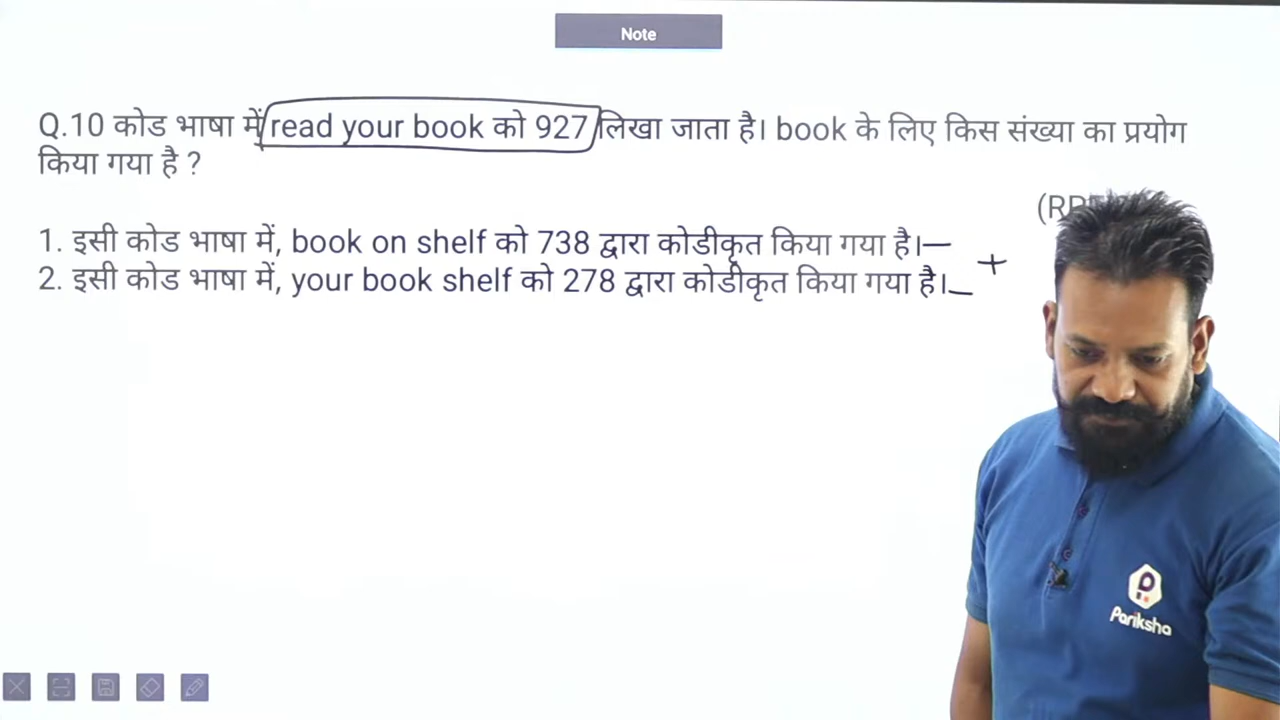 Note
Q.10 कोड भाषा में read your book को 927 लिखा जाता है। book के लिए किस संख्या का प्रयोग
किया गया है ?
1. इसी कोड भाषा में, book on shelf को 738 द्वारा कोडीकृत किया गया है।
2. इसी कोड भाषा में, your book shelf को 278 द्वारा कोडीकृत किया गया है।
+
Pariksha